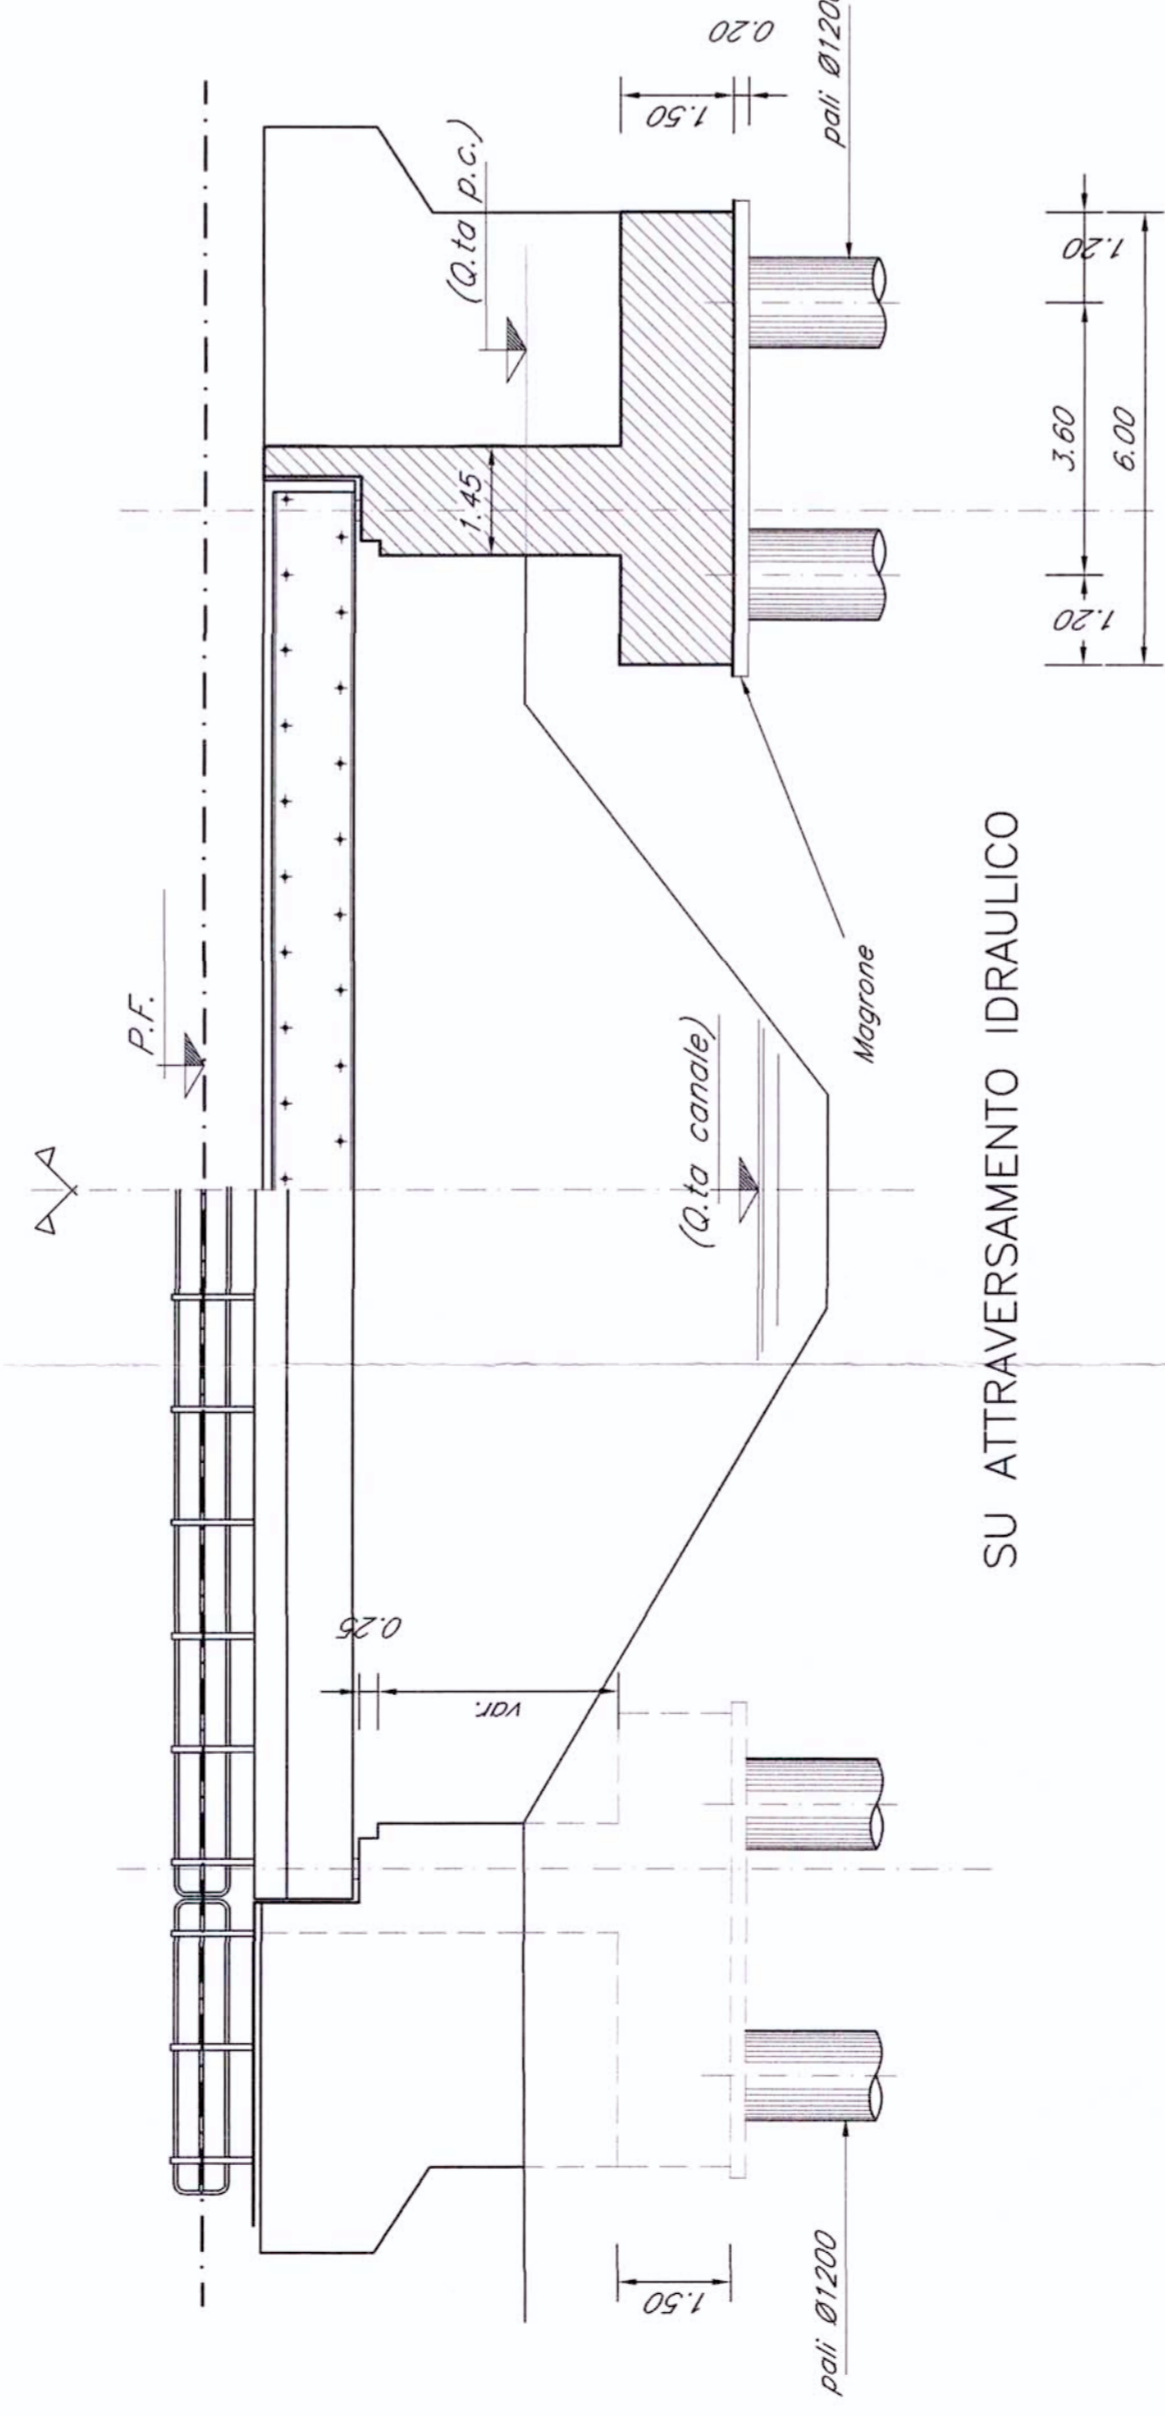 P.F.
(Q.ta p.c.)
0.25
var.
1.45
1.50
0.20
(Q.ta canale)
1.50
pali Ø1200
Magrone
pali Ø1200
1.20
3.60
1.20
6.00
SU ATTRAVERSAMENTO IDRAULICO